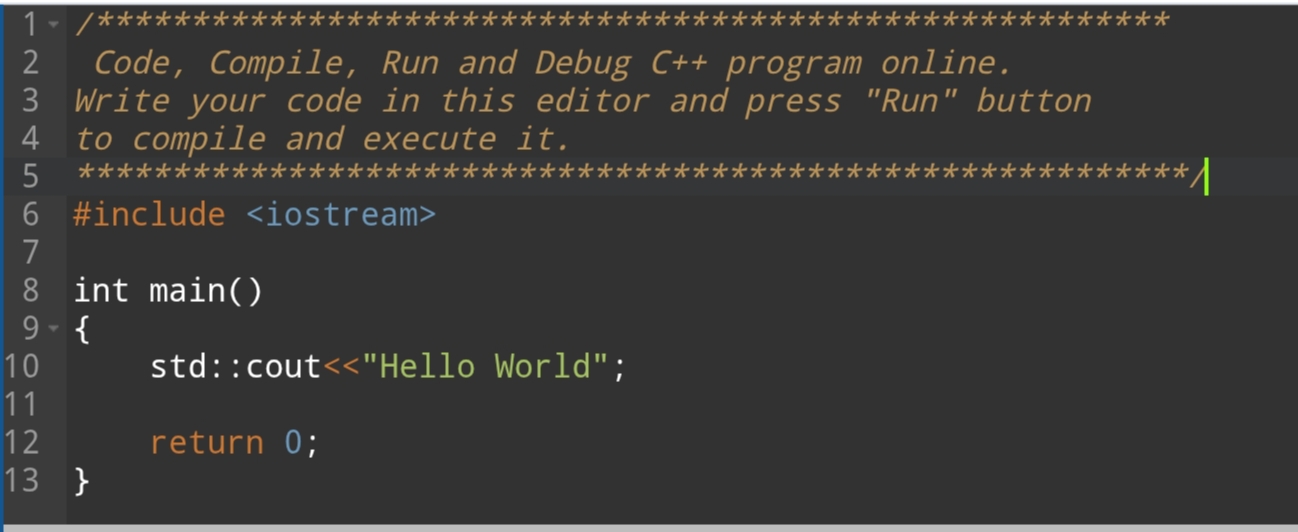 1 /********************************************************
2  Code, Compile, Run and Debug C++ program online.
3 Write your code in this editor and press "Run" button
4 to compile and execute it.
5 **********************************************************/
6 #include <iostream>
7
8 int main()
9 {
10     std::cout<<"Hello World";
11
12     return 0;
13 }